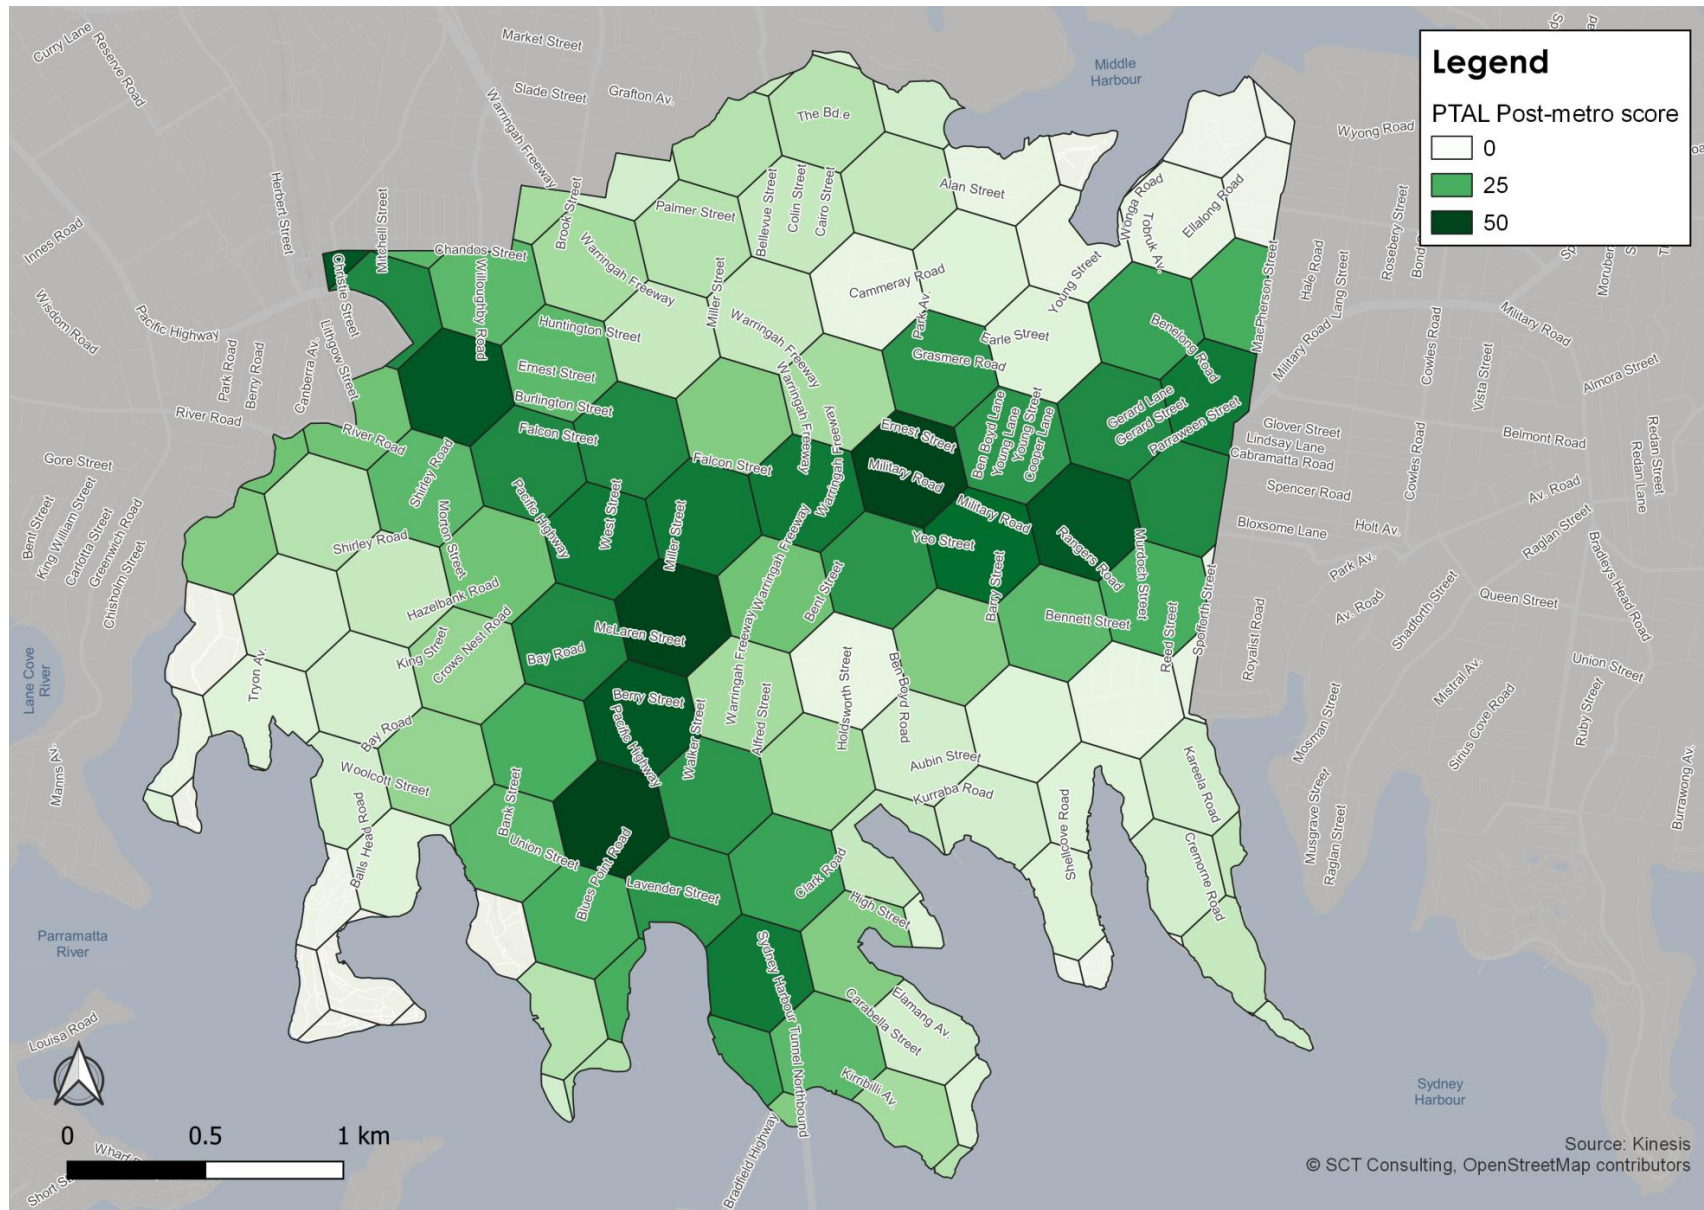 Curry Lane
Reserve Road
Market Street
Slade Street
Grafton Av.
Warringah Freeway
The Bd.e
Middle
Harbour
Legend
PTAL Post-metro score
0
25
50
Wyong Road
Innes Road
Herbert Street
Mitchell Street
Chandos Street
Brook Street
Palmer Street
Bellevue Street
Colin Street
Cairo Street
Alan Street
Wonga Road
Tobruk Av.
Ellalong Road
Rosebery Street
Wisdom Road
Pacific Highway
Christie Street
Willoughby Road
Warringah Freeway
Miller Street
Cammeray Road
Young Street
MacPherson Street
Hale Road
Lang Street
Military Road
Park Road
Berry Road
Canberra Av.
Lithgow Street
Huntington Street
Warringah Freeway
Park Av.
Earle Street
Benelong Road
Military Road
Cowles Road
Vista Street
Almora Street
River Road
Ernest Street
Burlington Street
Grasmere Road
Warringah Freeway
Warringah Freeway
River Road
Falcon Street
Falcon Street
Ernest Street
Ben Boyd Lane
Young Lane
Young Street
Cooper Lane
Gerard Lane
Gerard Street
Parraween Street
Glover Street
Lindsay Lane
Cabramatta Road
Belmont Road
Redan Street
Redan Lane
Gore Street
Bent Street
King William Street
Carlotta Street
Greenwich Road
Chisholm Street
Shirley Road
Pacific Highway
West Street
Miller Street
Military Road
Military Road
Spencer Road
Cowles Road
Av. Road
Shirley Road
Morton Street
Warringah Freeway
Yeo Street
Rangers Road
Murdoch Street
Bloxsome Lane
Holt Av.
Raglan Street
Park Av.
Bradleys Head Road
Hazelbank Road
King Street
Crows Nest Road
McLaren Street
Bay Road
Bent Street
Barry Street
Bennett Street
Reed Street
Spofforth Street
Royalist Road
Av. Road
Shadforth Street
Queen Street
Union Street
Lane Cove
River
Tryon Av.
Berry Street
Pacific Highway
Walker Street
Warringah Freeway
Alfred Street
Holdsworth Street
Ben Boyd Road
Mistral Av.
Sirius Cove Road
Ruby Street
Mosman Street
Manns Av.
Bay Road
Woolcott Street
Bank Street
Aubin Street
Kurraba Road
Kareela Road
Burrawong Av.
Balls Head Road
Union Street
Blues Point Road
Lavender Street
Clark Road
High Street
Shellcove Road
Cremorne Road
Musgrave Street
Raglan Street
Parramatta
River
Sydney Harbour Tunnel Northbound
Elamang Av.
Carabella Street
Kirribilli Av.
Bradfield Highway
Louisa Road
Sydney
Harbour
0
0.5
1 km
Source: Kinesis
© SCT Consulting, OpenStreetMap contributors